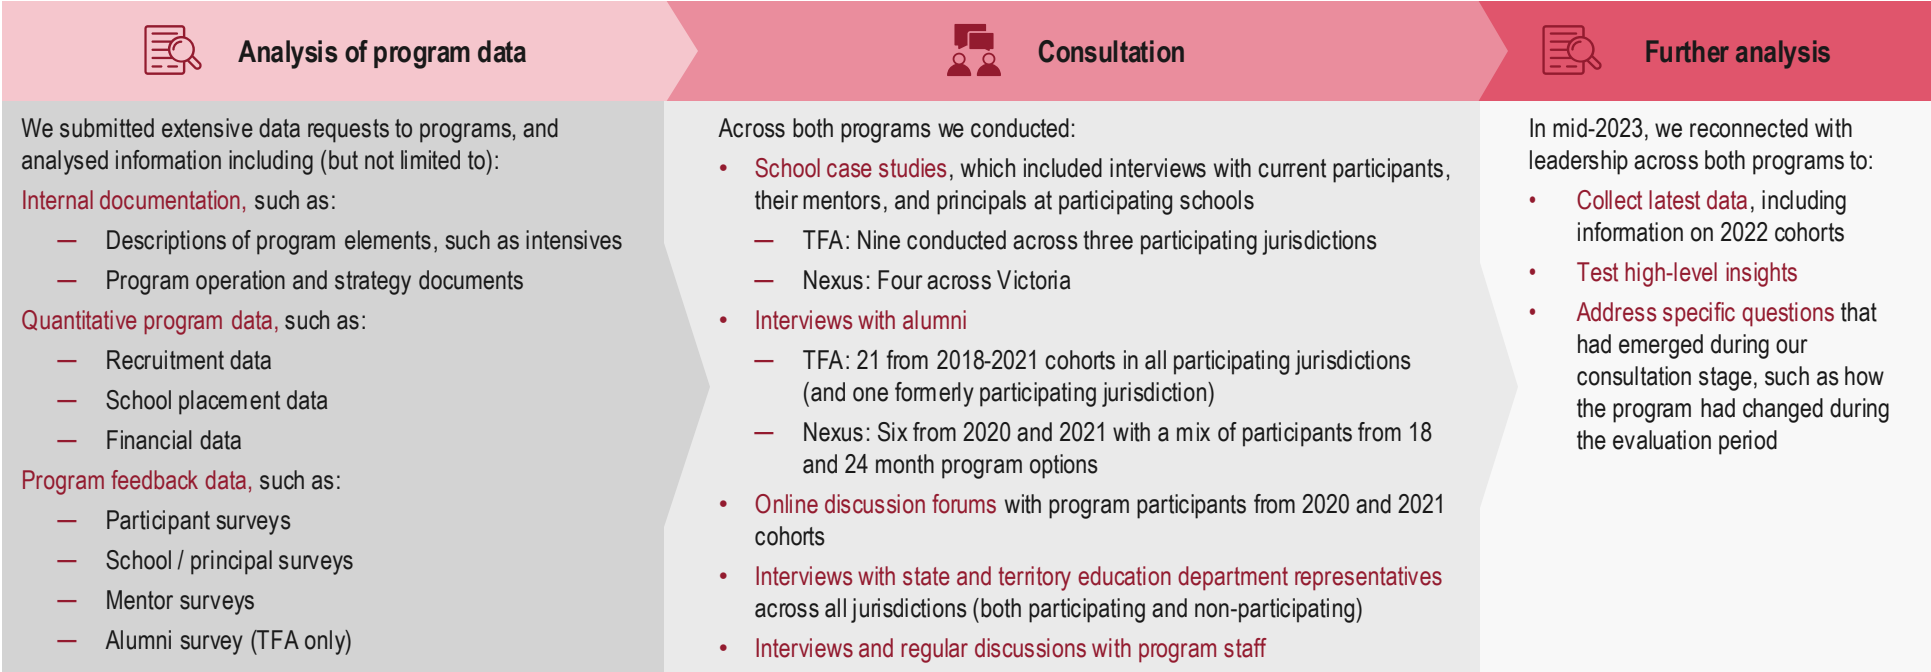 Analysis of program data
We submitted extensive data requests to programs, and
analysed information including (but not limited to):
Internal documentation, such as:
— Descriptions of program elements, such as intensives
— Program operation and strategy documents
Quantitative program data, such as:
— Recruitment data
— School placement data
— Financial data
Program feedback data, such as:
— Participant surveys
— School / principal surveys
— Mentor surveys
— Alumni survey (TFA only)
Consultation
Across both programs we conducted:
• School case studies, which included interviews with current participants,
their mentors, and principals at participating schools
— TFA: Nine conducted across three participating jurisdictions
— Nexus: Four across Victoria
• Interviews with alumni
— TFA: 21 from 2018-2021 cohorts in all participating jurisdictions
(and one formerly participating jurisdiction)
— Nexus: Six from 2020 and 2021 with a mix of participants from 18
and 24 month program options
• Online discussion forums with program participants from 2020 and 2021
cohorts
• Interviews with state and territory education department representatives
across all jurisdictions (both participating and non-participating)
• Interviews and regular discussions with program staff
Further analysis
In mid-2023, we reconnected with
leadership across both programs to:
• Collect latest data, including
information on 2022 cohorts
• Test high-level insights
• Address specific questions that
had emerged during our
consultation stage, such as how
the program had changed during
the evaluation period